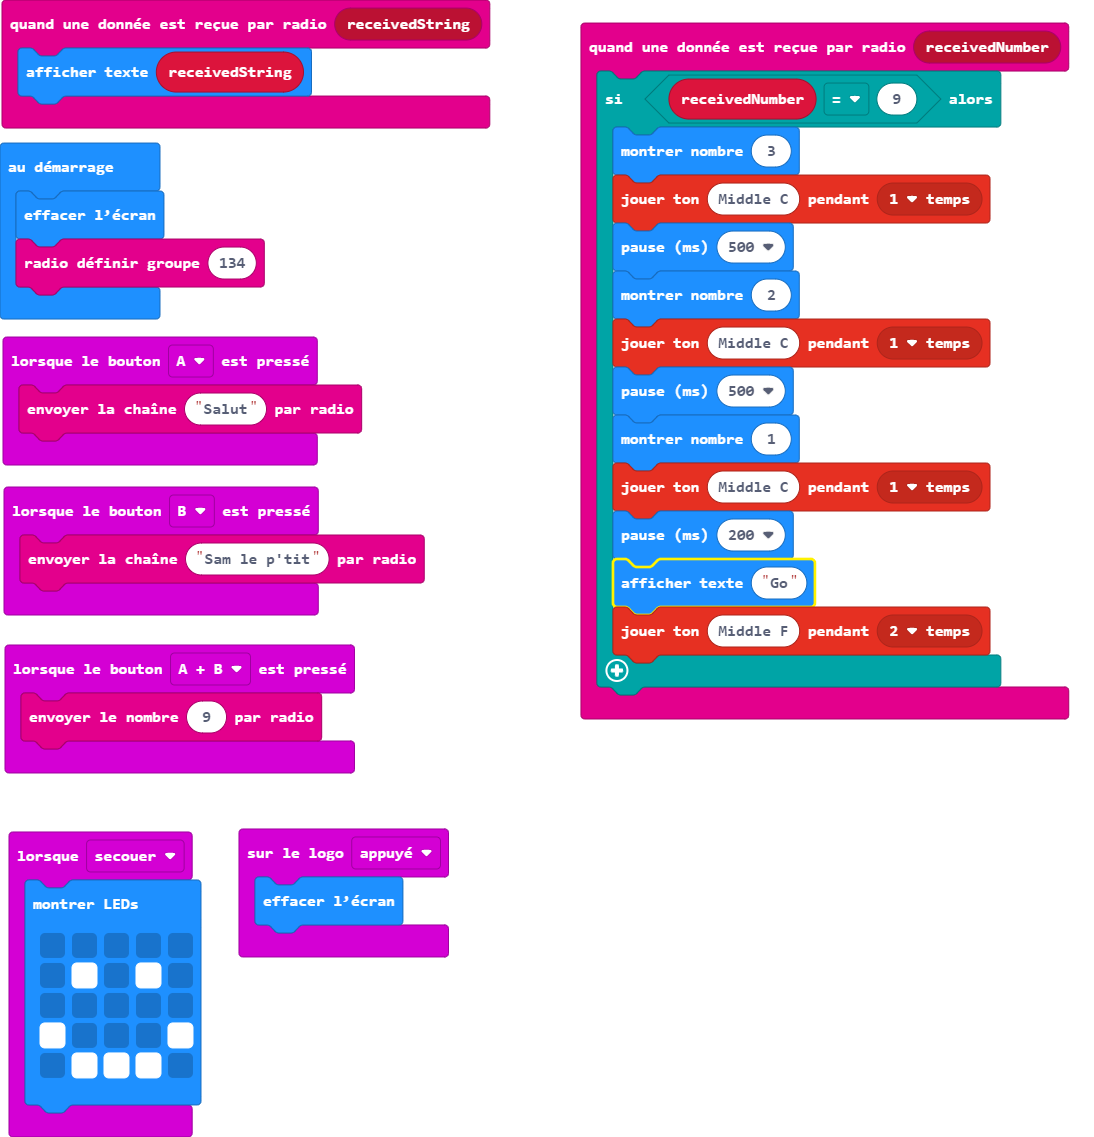 quand une donnée est reçue par radio receivedString
afficher texte receivedString
au démarrage
effacer l'écran
radio définir groupe 134
lorsque le bouton A est pressé
envoyer la chaîne "Salut" par radio
lorsque le bouton B est pressé
envoyer la chaîne "Sam le p'tit" par radio
lorsque le bouton A + B est pressé
envoyer le nombre 9 par radio
lorsque secouer
montrer LEDs
sur le logo appuyé
effacer l'écran
quand une donnée est reçue par radio receivedNumber
si receivedNumber = 9 alors
montrer nombre 3
jouer ton Middle C pendant 1 temps
pause (ms) 500
montrer nombre 2
jouer ton Middle C pendant 1 temps
pause (ms) 500
montrer nombre 1
jouer ton Middle C pendant 1 temps
pause (ms) 200
afficher texte "Go"
jouer ton Middle F pendant 2 temps